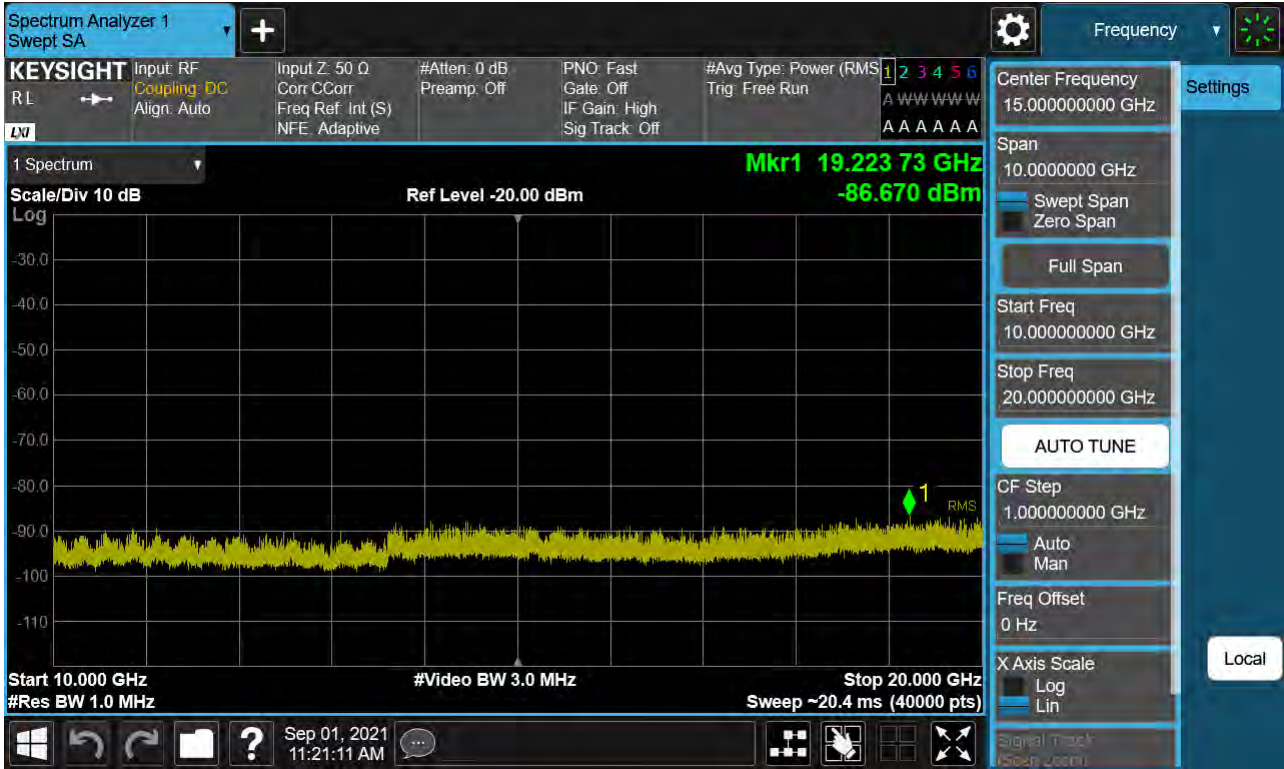 Spectrum Analyzer 1
Swept SA
Frequency
KEYSIGHT
R L
LXI
Input: RF
Coupling: DC
Align: Auto
Input Z: 50 Ω
Corr CCorr
Freq Ref: Int (S)
NFE: Adaptive
#Atten: 0 dB
Preamp: Off
PNO: Fast
Gate: Off
IF Gain: High
Sig Track: Off
#Avg Type: Power (RMS
Trig: Free Run
1 2 3 4 5 6
A W W W W W
A A A A A A
1 Spectrum
Mkr1 19.223 73 GHz
Scale/Div 10 dB
Ref Level -20.00 dBm
-86.670 dBm
Log
-30.0
-40.0
-50.0
-60.0
-70.0
-80.0
1
RMS
-90.0
-100
-110
Start 10.000 GHz
#Video BW 3.0 MHz
Stop 20.000 GHz
#Res BW 1.0 MHz
Sweep ~20.4 ms (40000 pts)
?
Sep 01, 2021
11:21:11 AM
Center Frequency
15.000000000 GHz
Span
10.0000000 GHz
Swept Span
Zero Span
Full Span
Start Freq
10.000000000 GHz
Stop Freq
20.000000000 GHz
AUTO TUNE
CF Step
1.000000000 GHz
Auto
Man
Freq Offset
0 Hz
X Axis Scale
Log
Lin
Signal Track
(Span Zoom)
Settings
Local